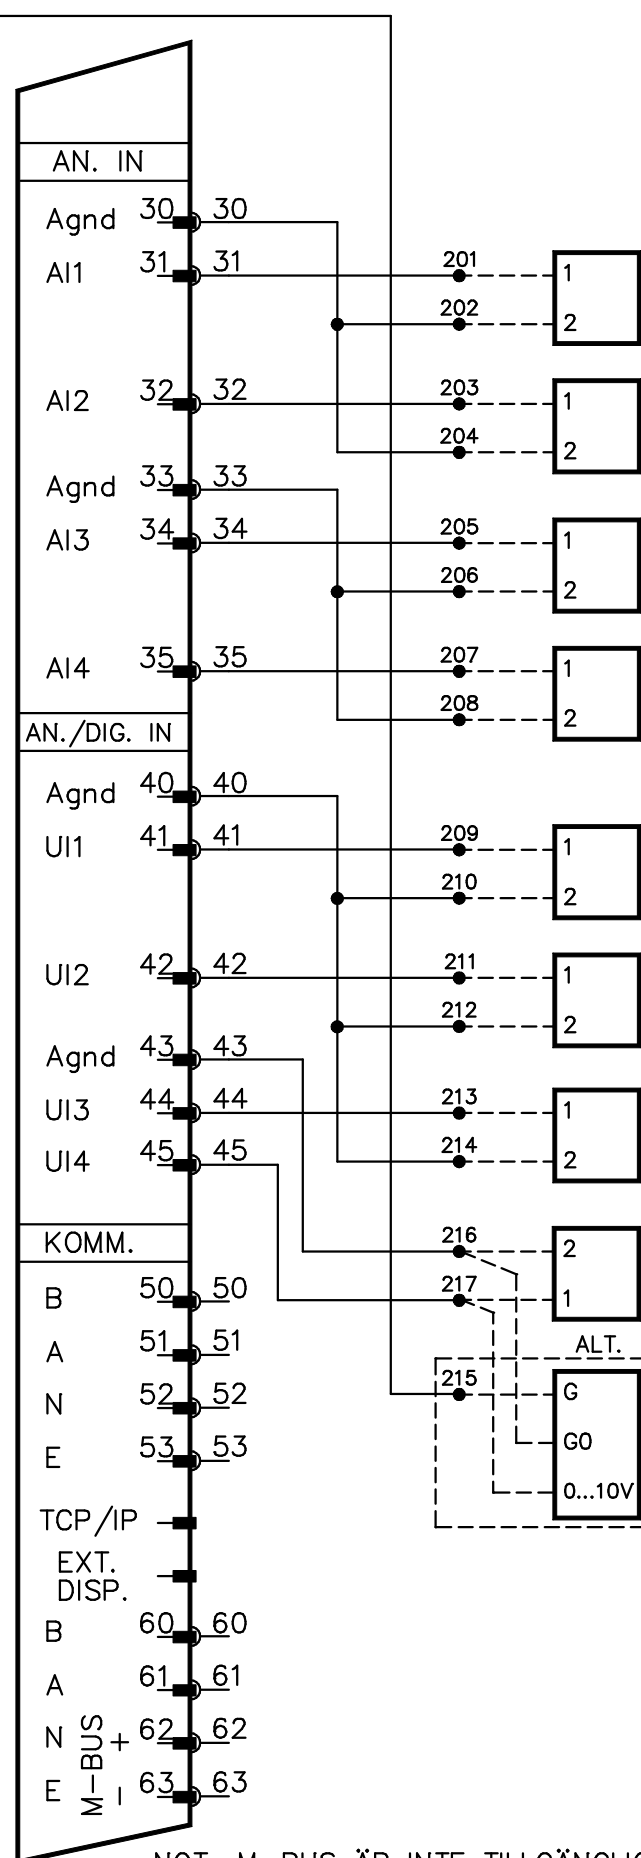 AN. IN
Agnd 30 30
AI1 31 31 201 1
202 2
AI2 32 32 203 1
204 2
Agnd 33 33
AI3 34 34 205 1
206 2
AI4 35 35 207 1
208 2
AN./DIG. IN
Agnd 40 40
UI1 41 41 209 1
210 2
UI2 42 42 211 1
212 2
Agnd 43 43
UI3 44 44 213 1
214 2
UI4 45 45
KOMM.
216 2
B 50 50 217 1
A 51 51 ALT.
N 52 52 215 G
E 53 53 G0
0...10V
TCP/IP
EXT.
DISP.
B 60 60
A 61 61
N + 62 62
M-BUS
E – 63 63